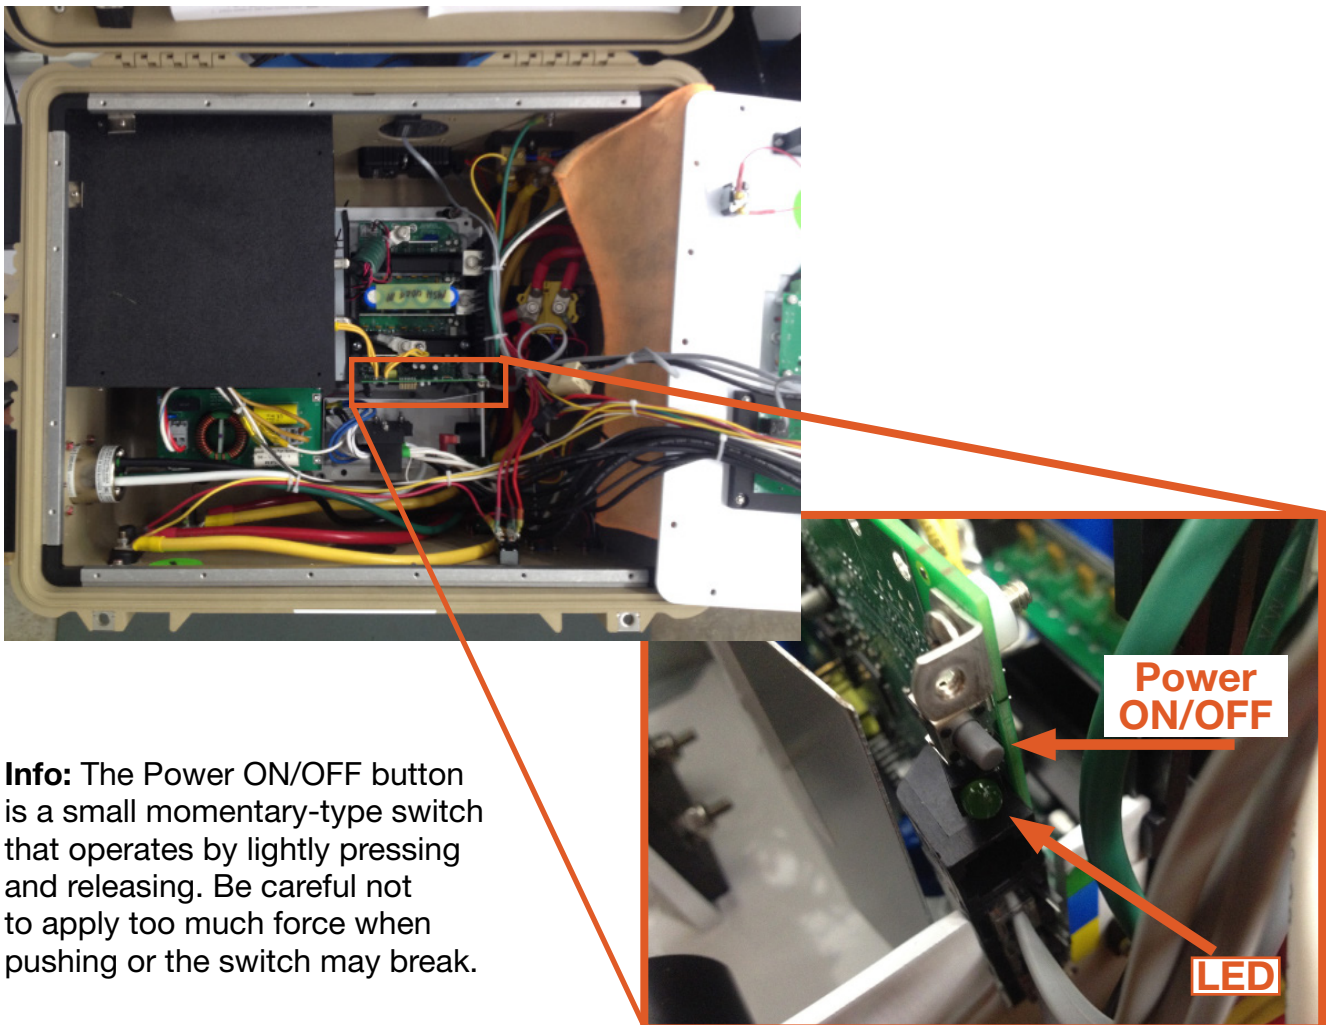 Power
ON/OFF
Info: The Power ON/OFF button
is a small momentary-type switch
that operates by lightly pressing
and releasing. Be careful not
to apply too much force when
pushing or the switch may break.
LED